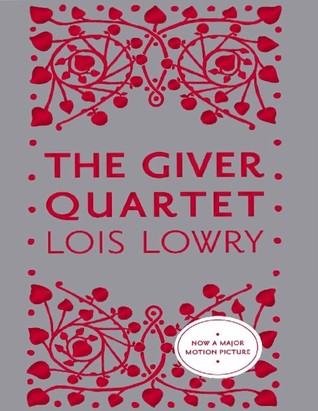 THE GIVER
QUARTET
LOIS LOWRY
NOW A MAJOR
MOTION PICTURE